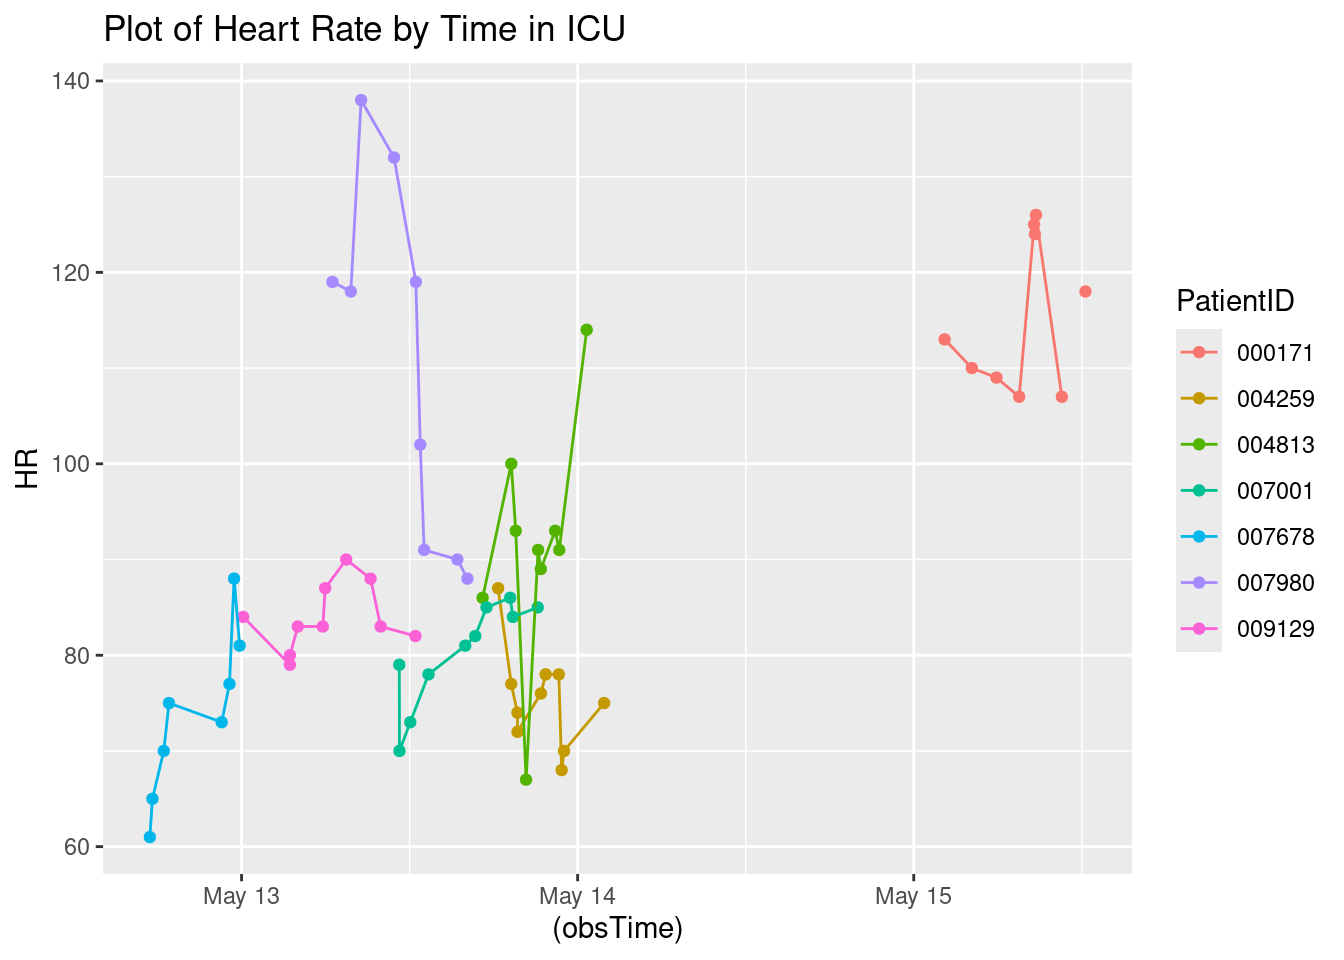 Plot of Heart Rate by Time in ICU
140
120
100
80
60
HR
May 13
May 14
May 15
(obsTime)
PatientID
000171
004259
004813
007001
007678
007980
009129